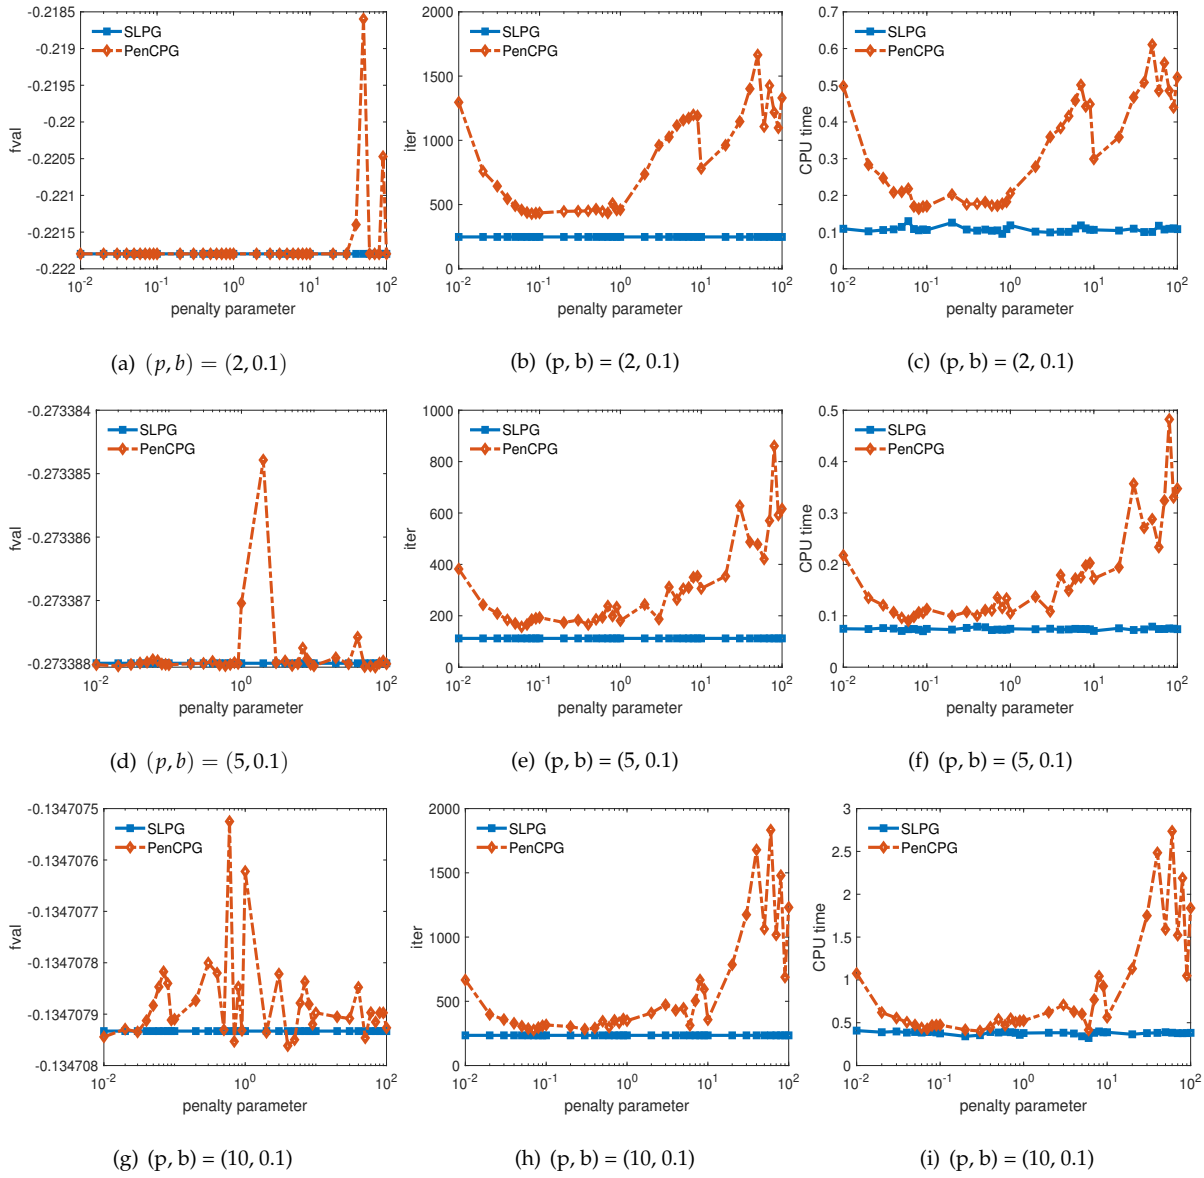 -0.2185
-0.219
-0.2195
-0.22
-0.2205
-0.221
-0.2215
-0.222
fval
SLPG
PenCPG
10^-2 10^-1 10^0 10^1 10^2
penalty parameter
(a) (p, b) = (2, 0.1)
2000
1500
1000
500
0
iter
SLPG
PenCPG
10^-2 10^-1 10^0 10^1 10^2
penalty parameter
(b) (p, b) = (2, 0.1)
0.7
0.6
0.5
0.4
0.3
0.2
0.1
0
CPU time
SLPG
PenCPG
10^-2 10^-1 10^0 10^1 10^2
penalty parameter
(c) (p, b) = (2, 0.1)
-0.273384
-0.273385
-0.273386
-0.273387
-0.273388
fval
SLPG
PenCPG
10^-2 10^0 10^2
penalty parameter
(d) (p, b) = (5, 0.1)
1000
800
600
400
200
0
iter
SLPG
PenCPG
10^-2 10^-1 10^0 10^1 10^2
penalty parameter
(e) (p, b) = (5, 0.1)
0.5
0.4
0.3
0.2
0.1
0
CPU time
SLPG
PenCPG
10^-2 10^-1 10^0 10^1 10^2
penalty parameter
(f) (p, b) = (5, 0.1)
-0.1347075
-0.1347076
-0.1347077
-0.1347078
-0.1347079
-0.134708
fval
SLPG
PenCPG
10^-2 10^0 10^2
penalty parameter
(g) (p, b) = (10, 0.1)
2000
1500
1000
500
0
iter
SLPG
PenCPG
10^-2 10^-1 10^0 10^1 10^2
penalty parameter
(h) (p, b) = (10, 0.1)
3
2.5
2
1.5
1
0.5
0
CPU time
SLPG
PenCPG
10^-2 10^-1 10^0 10^1 10^2
penalty parameter
(i) (p, b) = (10, 0.1)